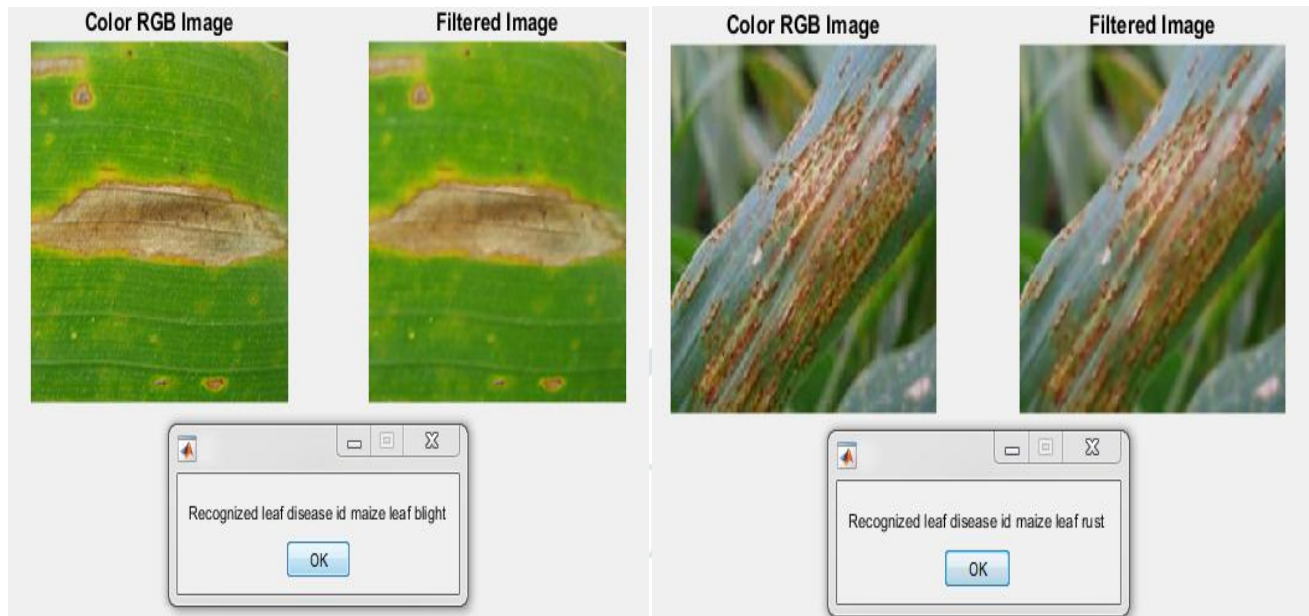 Color RGB Image
Filtered Image
Recognized leaf disease id maize leaf blight
OK
Color RGB Image
Filtered Image
Recognized leaf disease id maize leaf rust
OK